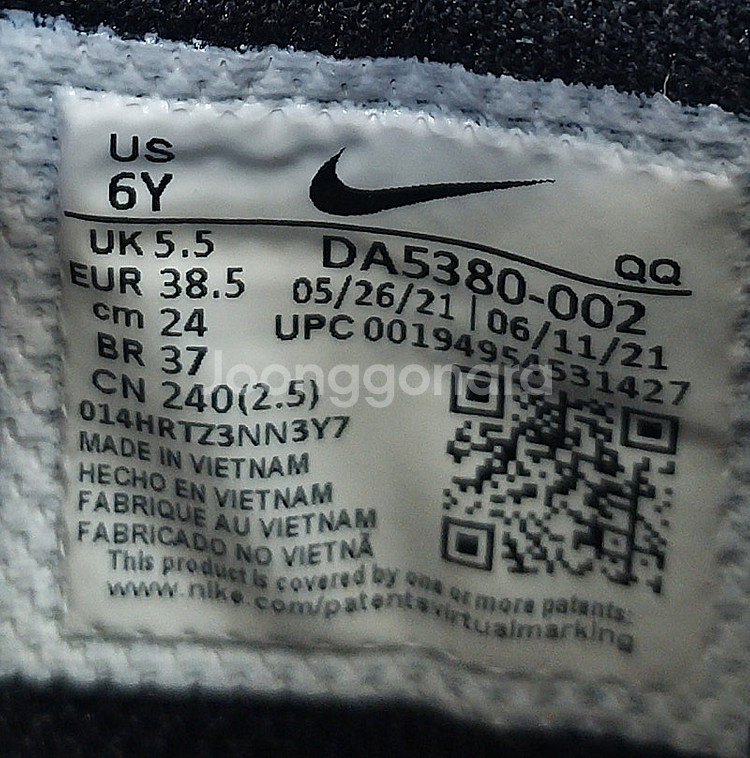 US
6Y
UK 5.5
EUR 38.5
cm 24
BR 37
CN 240(2.5)
DA5380-002
QQ
05/26/21 | 06/11/21
UPC 00194954531427
014HRTZ3NN3Y7
MADE IN VIETNAM
HECHO EN VIETNAM
FABRIQUE AU VIETNAM
FABRICADO NO VIETNÃ
This product is covered by one or more patents:
www.nike.com/patentsvirtualmarking
joonggonara